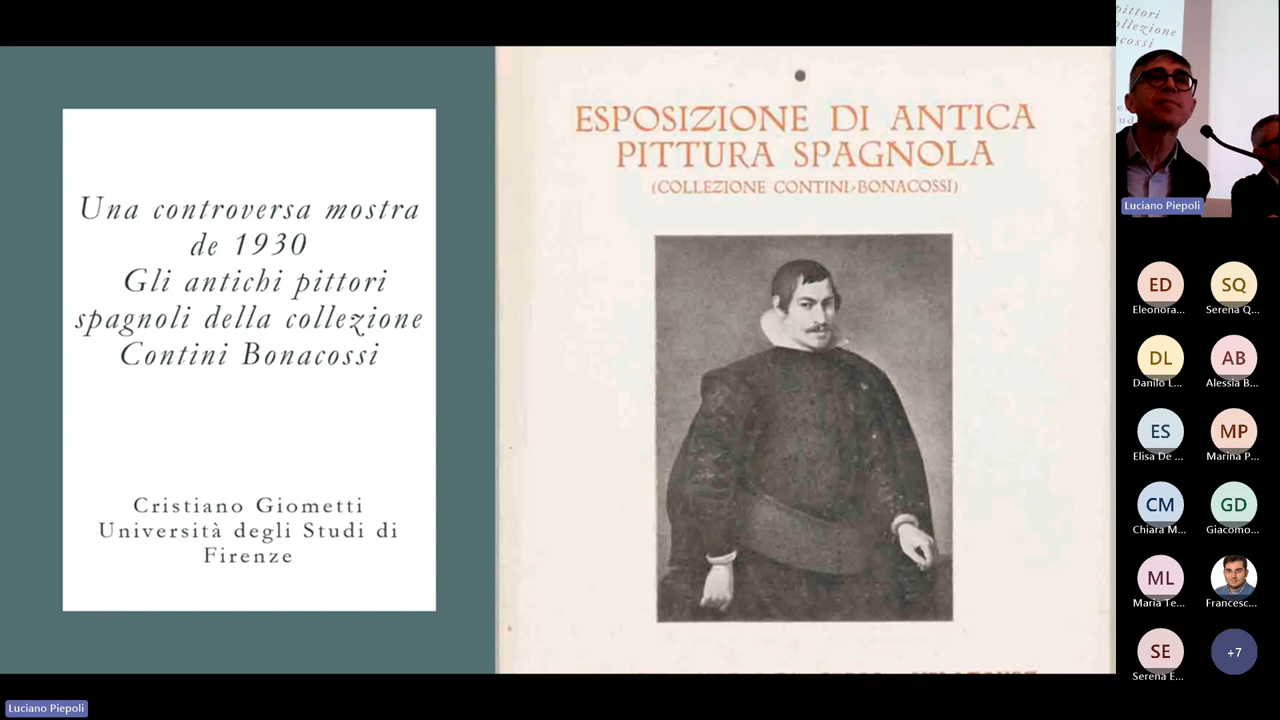 Una controversa mostra
de 1930
Gli antichi pittori
spagnoli della collezione
Contini Bonacossi
Cristiano Giometti
Università degli Studi di
Firenze
ESPOSIZIONE DI ANTICA
PITTURA SPAGNOLA
(COLLEZIONE CONTINI-BONACOSSI)
pittori
collezione
Luciano Piepoli
ED
Eleonora...
SQ
Serena Q...
DL
Danilo L...
AB
Alessia B...
ES
Elisa De ...
MP
Marina P...
CM
Chiara M...
GD
Giacomo...
ML
Maria Te...
Francesc...
SE
Serena E...
+7
Luciano Piepoli